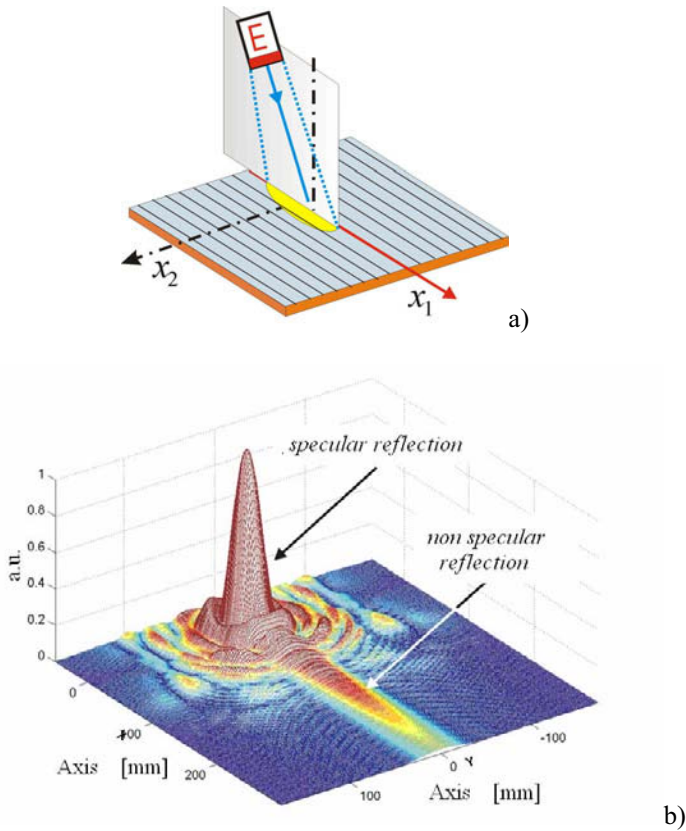 E
x2
x1
a)
specular reflection
non specular
reflection
1
0.8
0.6
0.4
0.2
0
a.u.
0
100
200
Axis [mm]
100
0
-100
Axis [mm]
b)